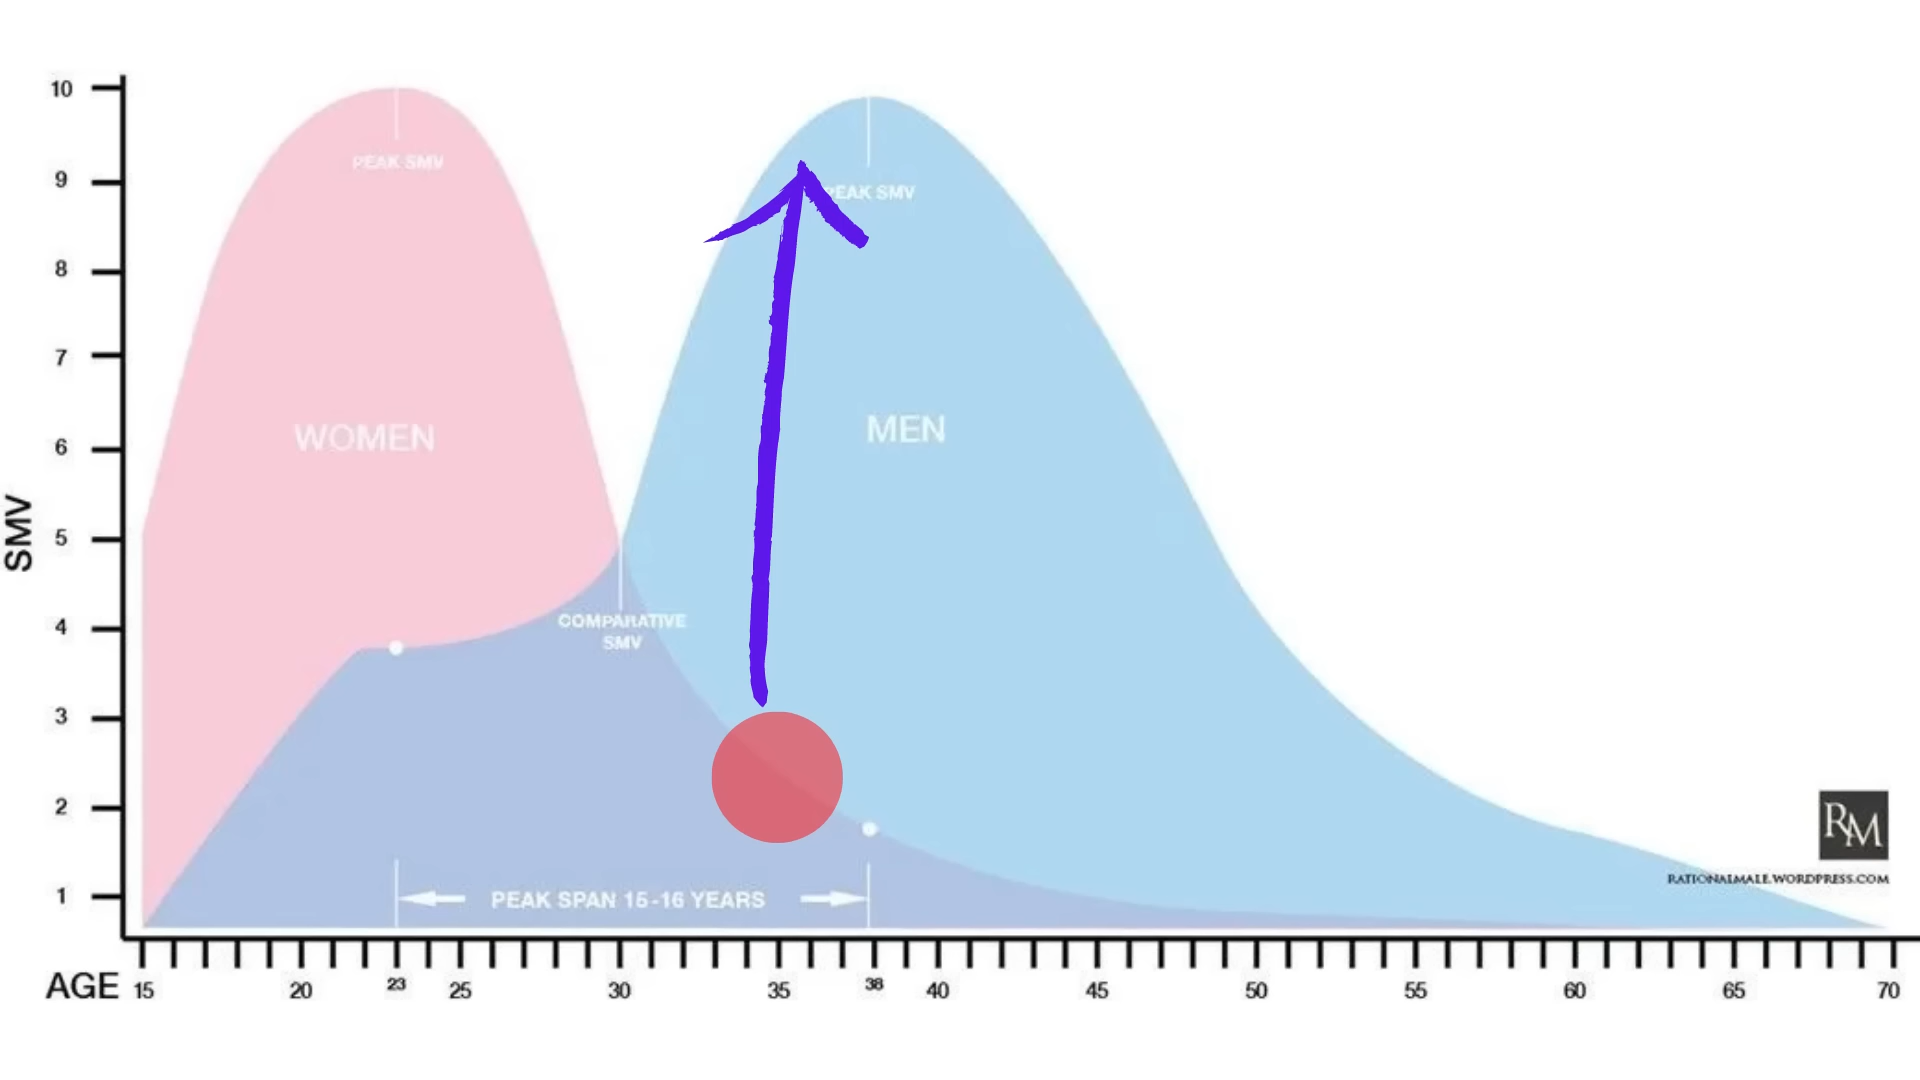 10
PEAK SMV
9
PEAK SMV
8
7
WOMEN
MEN
6
SMV
5
4
COMPARATIVE
SMV
3
2
RM
RATIONALMALE.WORDPRESS.COM
1
PEAK SPAN 15-16 YEARS
AGE 15 20 23 25 30 35 38 40 45 50 55 60 65 70